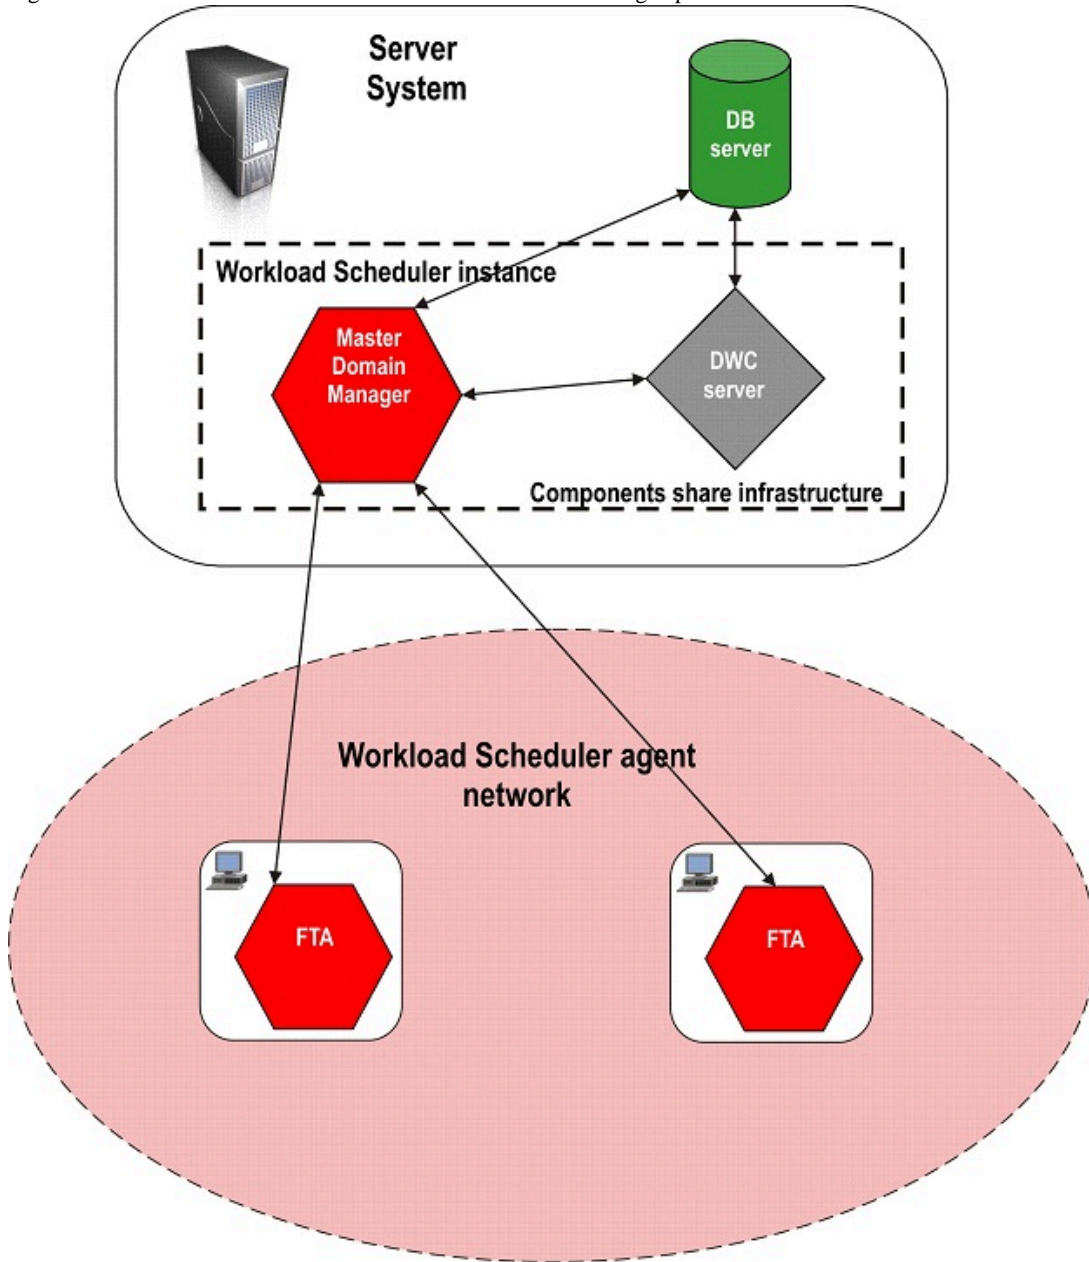 Server
System
DB
server
Workload Scheduler instance
Master
Domain
Manager
DWC
server
Components share infrastructure
Workload Scheduler agent
network
FTA
FTA